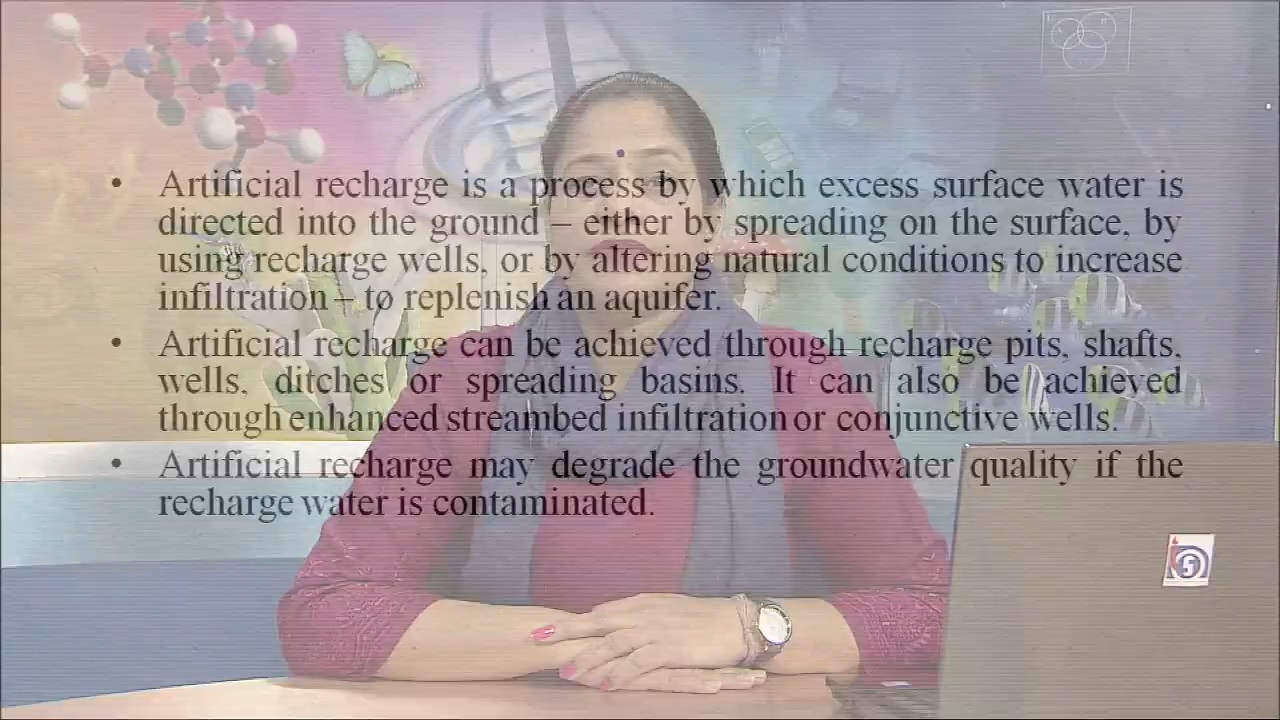 • Artificial recharge is a process by which excess surface water is
directed into the ground – either by spreading on the surface, by
using recharge wells, or by altering natural conditions to increase
infiltration – to replenish an aquifer.
• Artificial recharge can be achieved through recharge pits, shafts,
wells, ditches or spreading basins. It can also be achieved
through enhanced streambed infiltration or conjunctive wells.
• Artificial recharge may degrade the groundwater quality if the
recharge water is contaminated.